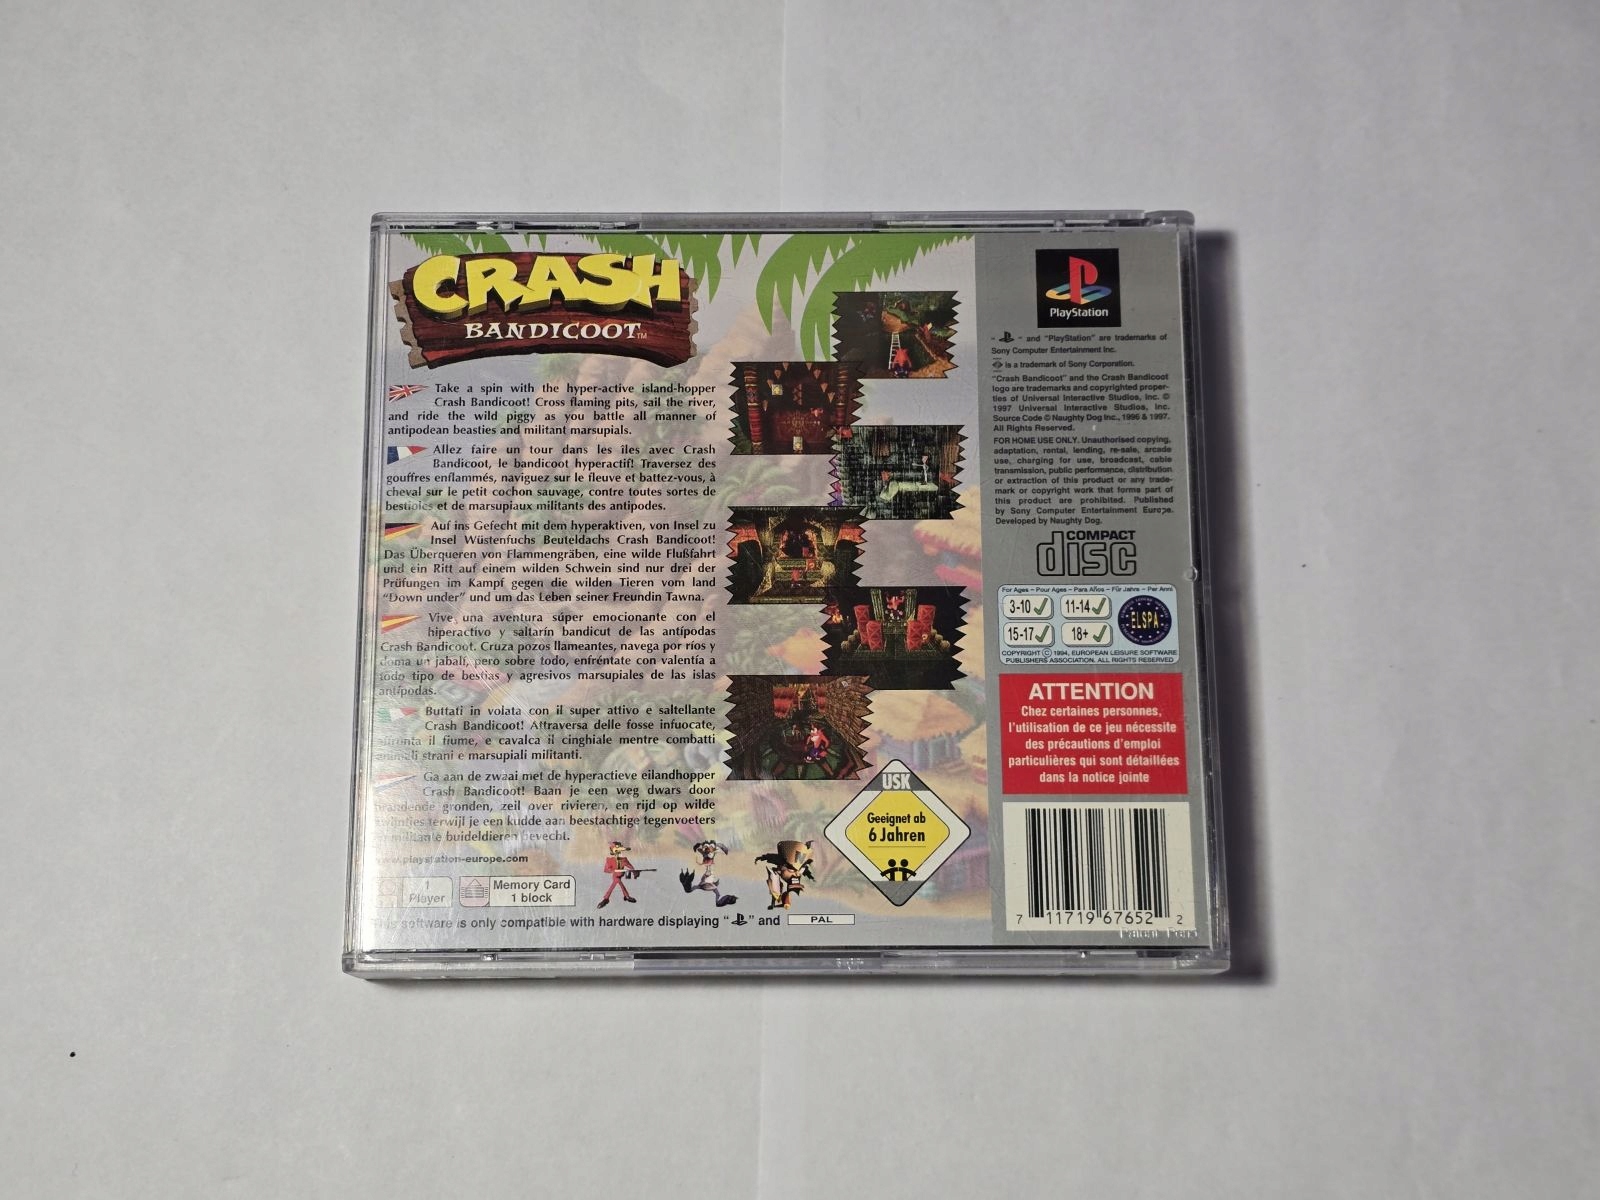 CRASH
BANDICOOT™
Take a spin with the hyper-active island-hopper
Crash Bandicoot! Cross flaming pits, sail the river,
and ride the wild piggy as you battle all manner of
antipodean beasties and militant marsupials.
Allez faire un tour dans les îles avec Crash
Bandicoot, le bandicoot hyperactif! Traversez des
gouffres enflammés, naviguez sur le fleuve et battez-vous, à
cheval sur le petit cochon sauvage, contre toutes sortes de
bestioles et de marsupiaux militants des antipodes.
Auf ins Gefecht mit dem hyperaktiven, von Insel zu
Insel Wüstenfuchs Beuteldachs Crash Bandicoot!
Das Überqueren von Flammengräben, eine wilde Flußfahrt
und ein Ritt auf einem wilden Schwein sind nur drei der
Prüfungen im Kampf gegen die wilden Tieren vom land
"Down under" und um das Leben seiner Freundin Tawna.
Vive una aventura súper emocionante con el
hiperactivo y saltarín bandicut de las antípodas
Crash Bandicoot. Cruza pozos llameantes, navega por ríos y
doma un jabalí, pero sobre todo, enfréntate con valentía a
todo tipo de bestias y agresivos marsupiales de las islas
antípodas.
Buttati in volata con il super attivo e saltellante
Crash Bandicoot! Attraversa delle fosse infuocate,
affronta il fiume, e cavalca il cinghiale mentre combatti
animali strani e marsupiali militanti.
Ga aan de zwaai met de hyperactieve eilandhopper
Crash Bandicoot! Baan je een weg dwars door
brandende gronden, zeil over rivieren, en rijd op wilde
zwijntjes terwijl je een kudde aan beestachtige tegenvoeters
militante buideldieren bevecht.
www.playstation-europe.com
1
Player
Memory Card
1 block
This software is only compatible with hardware displaying " " and PAL
USK
Geeignet ab
6 Jahren
PlayStation
" " and "PlayStation" are trademarks of
Sony Computer Entertainment Inc.
is a trademark of Sony Corporation.
"Crash Bandicoot" and the Crash Bandicoot
logo are trademarks and copyrighted proper-
ties of Universal Interactive Studios, Inc. ©
1997 Universal Interactive Studios, Inc.
Source Code © Naughty Dog Inc., 1996 & 1997.
All Rights Reserved.
FOR HOME USE ONLY. Unauthorised copying,
adaptation, rental, lending, re-sale, arcade
use, charging for use, broadcast, cable
transmission, public performance, distribution
or extraction of this product or any trade-
mark or copyright work that forms part of
this product are prohibited. Published
by Sony Computer Entertainment Europe.
Developed by Naughty Dog.
COMPACT
disc
For Ages – Pour Ages – Para Años – Für Jahre – Per Anni
3-10 11-14
15-17 18+
ELSPA
COPYRIGHT © 1994, EUROPEAN LEISURE SOFTWARE
PUBLISHERS ASSOCIATION. ALL RIGHTS RESERVED
ATTENTION
Chez certaines personnes,
l'utilisation de ce jeu nécessite
des précautions d'emploi
particulières qui sont détaillées
dans la notice jointe
7 11719 67652 2